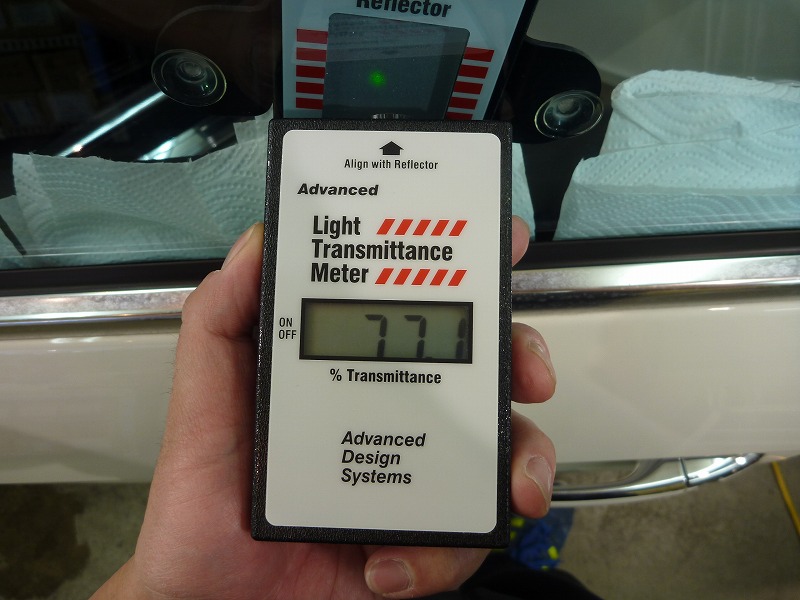 Reflector
Align with Reflector
Advanced
Light
Transmittance
Meter
ON
OFF
77.1
% Transmittance
Advanced
Design
Systems